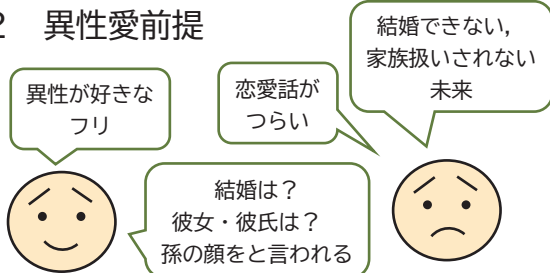 2 異性愛前提
異性が好きな
フリ
恋愛話が
つらい
結婚できない，
家族扱いされない
未来
結婚は？
彼女・彼氏は？
孫の顔をと言われる